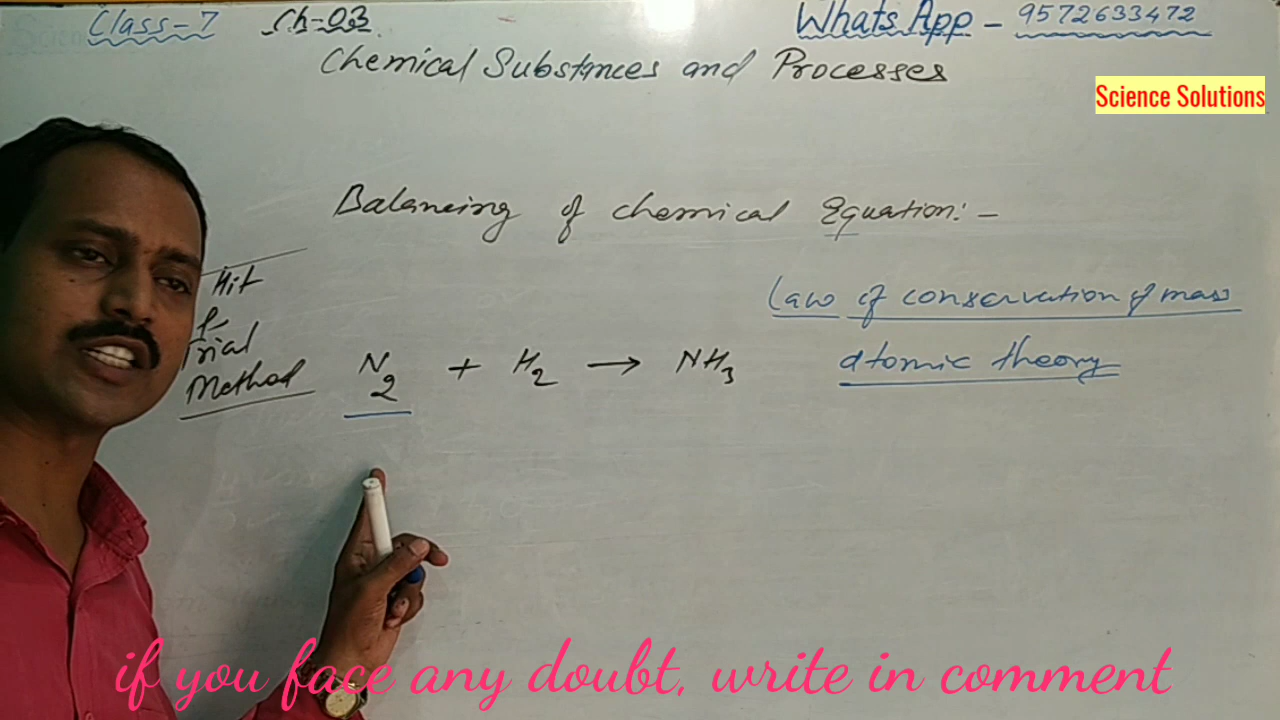 Class-7 Ch-03 WhatsApp - 9572633472
Chemical Substances and Processes
Science Solutions
Balancing of chemical Equation:-
Hit
&
Trial
Method
N2 + H2 → NH3
Law of conservation of mass
atomic theory
if you face any doubt, write in comment